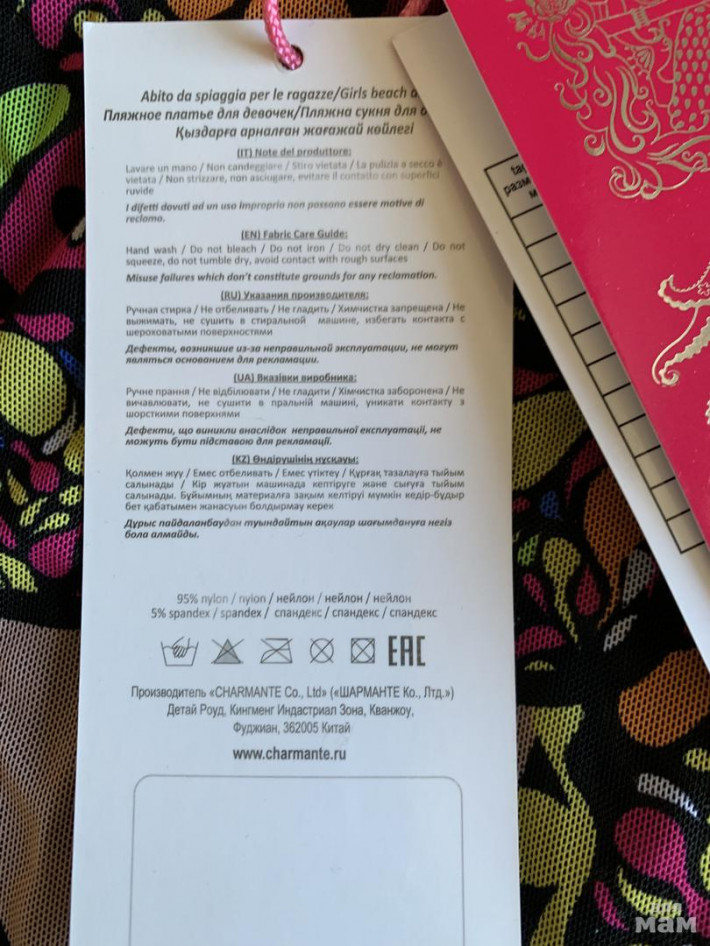 Abito da spiaggia per le ragazze/Girls beach
Пляжное платье для девочек/Пляжна сукня для
Қыздарға арналған жағажай көйлегі
(IT) Note del produttore:
Lavare un mano / Non candeggiare / Stiro vietata / La pulizia a secco è
vietata / Non strizzare, non asciugare, evitare il contatto con superfici
ruvide
I difetti dovuti ad un uso improprio non possono essere motive di
reclamo.
(EN) Fabric Care Guide:
Hand wash / Do not bleach / Do not iron / Do not dry clean / Do not
squeeze, do not tumble dry, avoid contact with rough surfaces
Misuse failures which don't constitute grounds for any reclamation.
(RU) Указания производителя:
Ручная стирка / Не отбеливать / Не гладить / Химчистка запрещена / Не
выжимать, не сушить в стиральной машине, избегать контакта с
шероховатыми поверхностями
Дефекты, возникшие из-за неправильной эксплуатации, не могут
являться основанием для рекламации.
(UA) Вказівки виробника:
Ручне прання / Не відбілювати / Не гладити / Хімчистка заборонена / Не
вичавлювати, не сушити в пральній машині, уникати контакту з
шорсткими поверхнями
Дефекти, що виникли внаслідок неправильної експлуатації, не
можуть бути підставою для рекламації.
(KZ) Өндірушінің нұсқауы:
Қолмен жуу / Емес отбеливать / Емес үтіктеу / Құрғақ тазалауға тыйым
салынады / Кір жуатын машинада кептіруге және сығуға тыйым
салынады. Бұйымның материалға зақым келтіруі мүмкін кедір-бұдыр
бет қабатымен жанасуын болдырмау керек
Дұрыс пайдаланбаудан туындайтын ақаулар шағымдануға негіз
бола алмайды.
95% nylon / nylon / нейлон / нейлон / нейлон
5% spandex / spandex / спандекс / спандекс / спандекс
EAC
Производитель «CHARMANTE Co., Ltd» («ШАРМАНТЕ Ко., Лтд.»)
Детай Роуд, Кингменг Индастриал Зона, Кванжоу,
Фуджиан, 362005 Китай
www.charmante.ru
для
мам